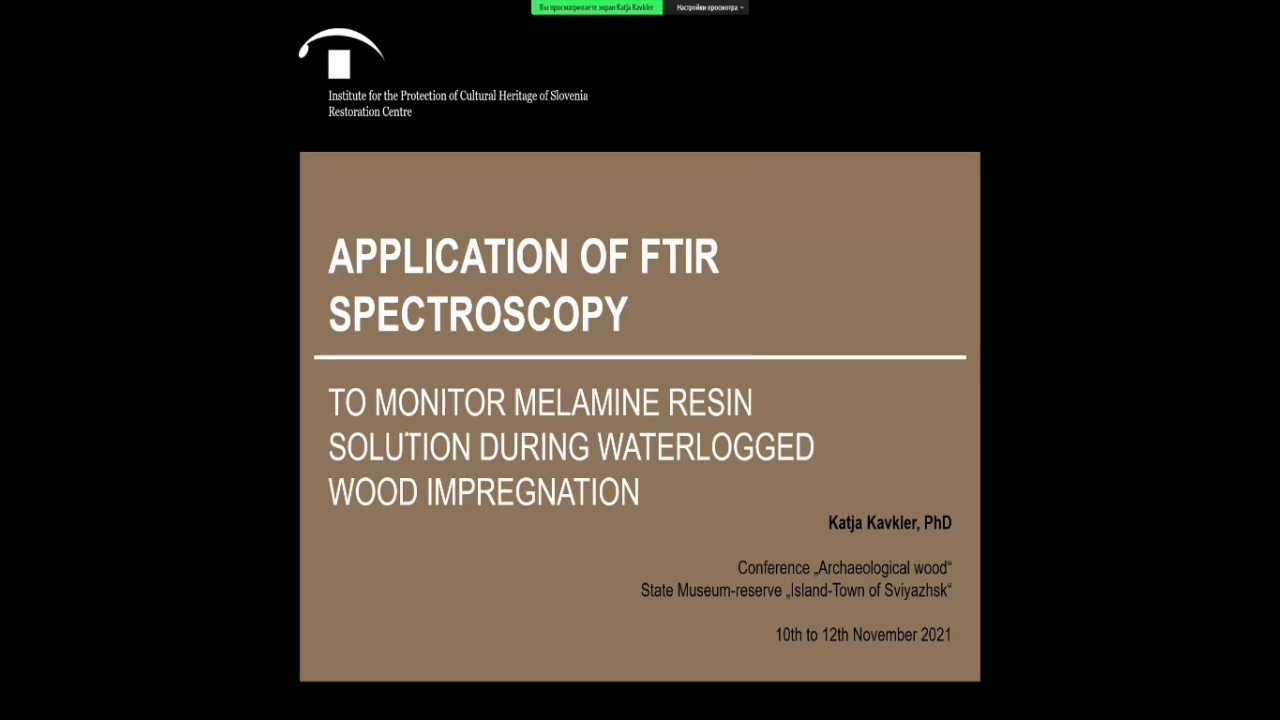 Вы просматриваете экран Katja Kavkler Настройки просмотра
Institute for the Protection of Cultural Heritage of Slovenia
Restoration Centre
APPLICATION OF FTIR
SPECTROSCOPY
TO MONITOR MELAMINE RESIN
SOLUTION DURING WATERLOGGED
WOOD IMPREGNATION
Katja Kavkler, PhD
Conference „Archaeological wood“
State Museum-reserve „Island-Town of Sviyazhsk“
10th to 12th November 2021